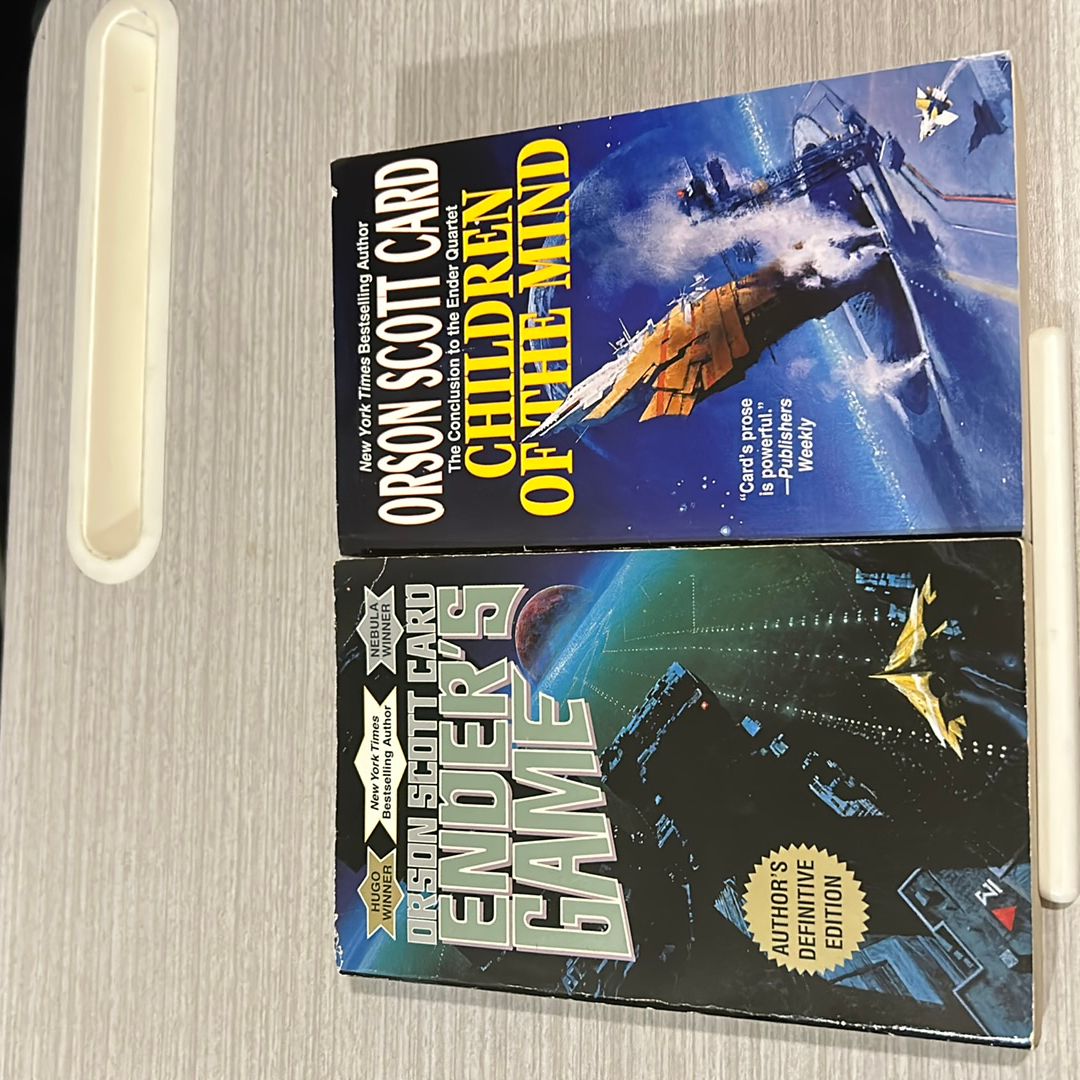 HUGO
WINNER
New York Times
Bestselling Author
NEBULA
WINNER
ORSON SCOTT CARD
ENDER'S
GAME
AUTHOR'S
DEFINITIVE
EDITION
New York Times Bestselling Author
ORSON SCOTT CARD
The Conclusion to the Ender Quartet
CHILDREN
OF THE MIND
"Card's prose
is powerful."
—Publishers
Weekly